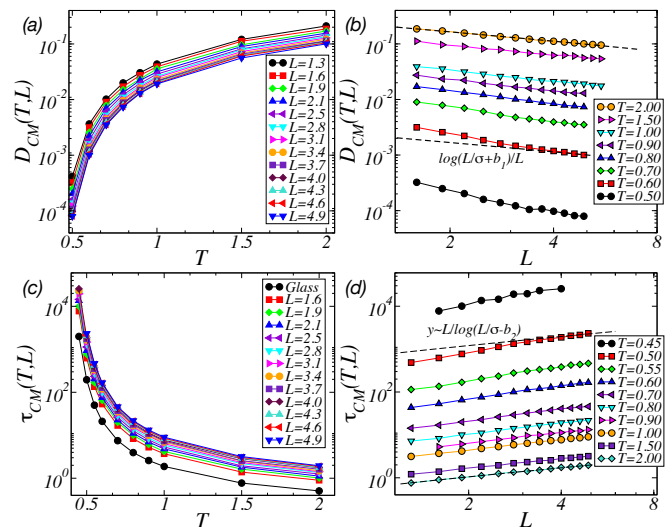 (a)
D_CM(T,L)
10^-1
10^-2
10^-3
10^-4
0.5
1
1.5
2
T
L=1.3
L=1.6
L=1.9
L=2.1
L=2.5
L=2.8
L=3.1
L=3.4
L=3.7
L=4.0
L=4.3
L=4.6
L=4.9
(b)
D_CM(T,L)
10^-1
10^-2
10^-3
10^-4
2
4
8
L
log(L/σ+b_1)/L
T=2.00
T=1.50
T=1.00
T=0.90
T=0.80
T=0.70
T=0.60
T=0.50
(c)
τ_CM(T,L)
10^4
10^2
10^0
0.5
1
1.5
2
T
Glass
L=1.6
L=1.9
L=2.1
L=2.5
L=2.8
L=3.1
L=3.4
L=3.7
L=4.0
L=4.3
L=4.6
L=4.9
(d)
τ_CM(T,L)
10^4
10^2
10^0
2
4
8
L
y~L/log(L/σ-b_2)
T=0.45
T=0.50
T=0.55
T=0.60
T=0.70
T=0.80
T=0.90
T=1.00
T=1.50
T=2.00